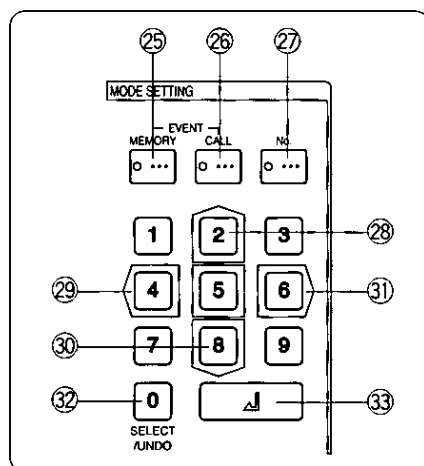 ㉕ ㉖ ㉗
MODE SETTING
EVENT
MEMORY CALL No.
1 2 3 ㉘
㉙ 4 5 6 ㉛
㉚ 7 8 9
㉜ 0 ㉝
SELECT
/UNDO